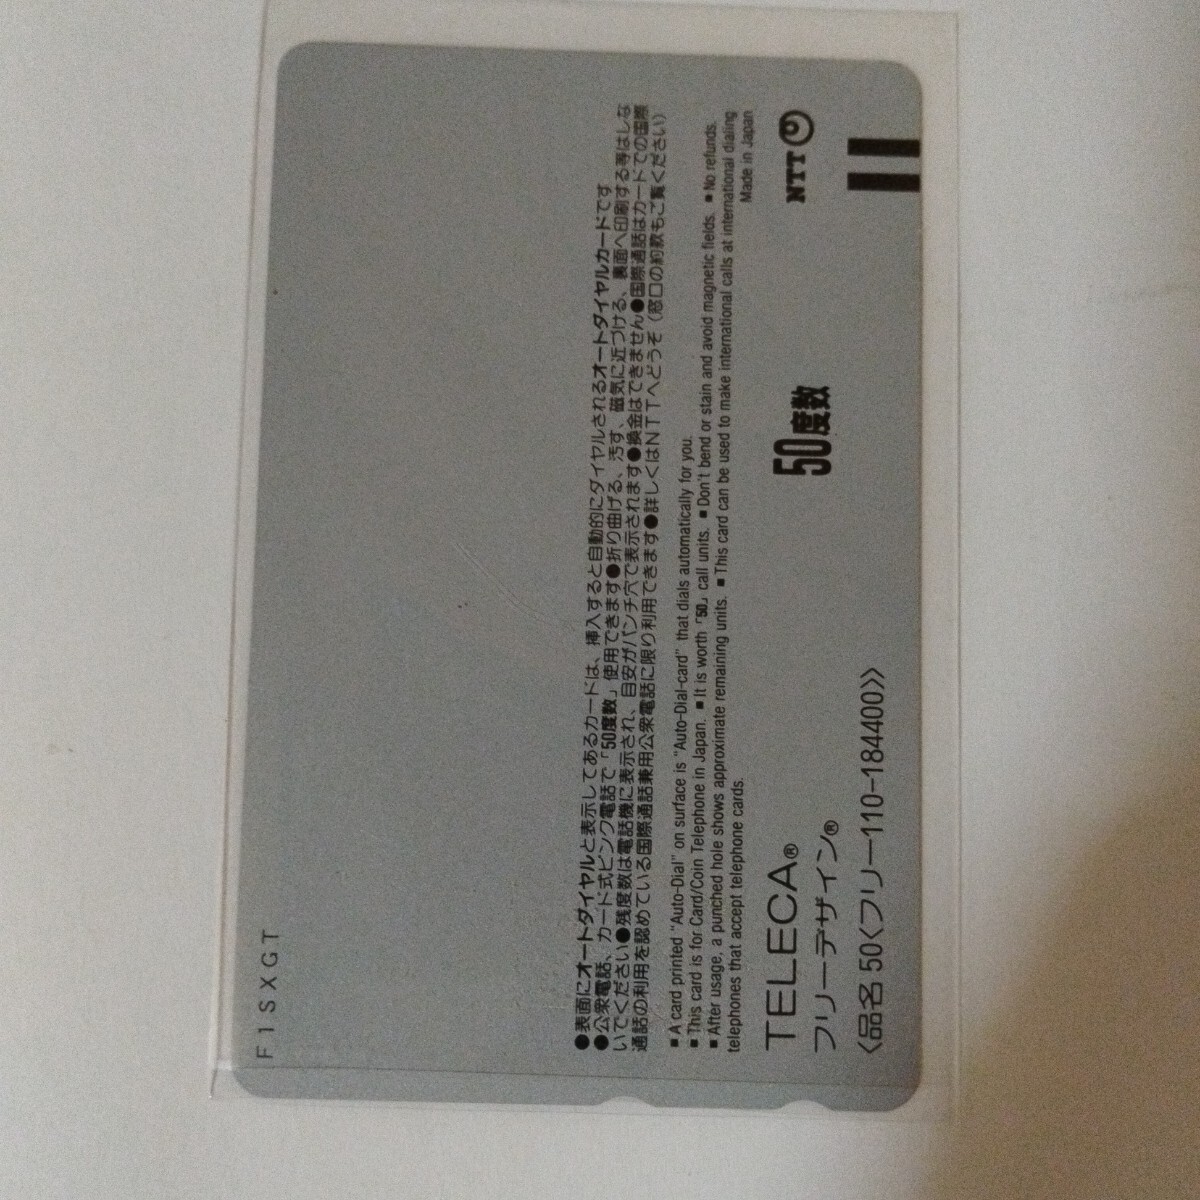 F1SXGT
●表面にオートダイヤルと表示してあるカードは、挿入すると自動的にダイヤルされるオートダイヤルカードです
●公衆電話、カード式ピンク電話で「50度数」使用できます●折り曲げる、汚す、磁気に近づける、裏面へ印刷する等はしな
いでください●残度数は電話機に表示され、目安がパンチ穴で表示されます●換金はできません●国際通話はカードでの国際
通話の利用を認めている国際通話兼用公衆電話に限り利用できます●詳しくはNTTへどうぞ（窓口の約款もご覧ください）
■A card printed "Auto-Dial" on surface is "Auto-Dial-card" that dials automatically for you.
■This card is for Card/Coin Telephone in Japan. ■It is worth「50」call units. ■Don't bend or stain and avoid magnetic fields. ■No refunds.
■After usage, a punched hole shows approximate remaining units. ■This card can be used to make international calls at international dialing
telephones that accept telephone cards.
Made in Japan
TELECA®
50度数
NTT
フリーデザイン®
〈品名 50〈フリー110-184400〉〉